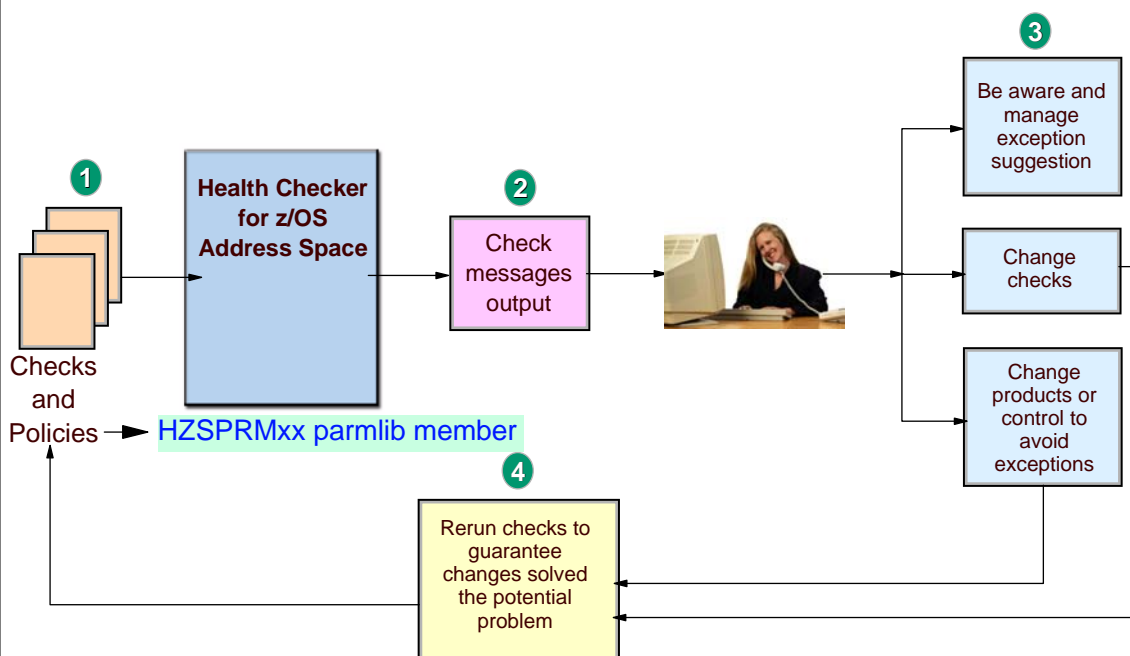 3
Be aware and
manage
exception
suggestion
1
Health Checker
for z/OS
Address Space
2
Check
messages
output
Change
checks
Checks
and
Policies
HZSPRMxx parmlib member
Change
products or
control to
avoid
exceptions
4
Rerun checks to
guarantee
changes solved
the potential
problem